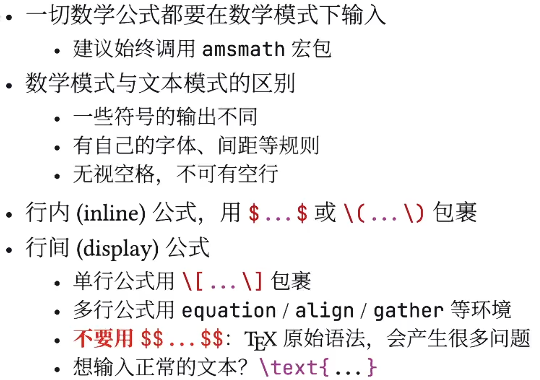 • 一切数学公式都要在数学模式下输入
• 建议始终调用 amsmath 宏包
• 数学模式与文本模式的区别
• 一些符号的输出不同
• 有自己的字体、间距等规则
• 无视空格，不可有空行
• 行内 (inline) 公式，用 $...$ 或 \(...\) 包裹
• 行间 (display) 公式
• 单行公式用 \[...\] 包裹
• 多行公式用 equation / align / gather 等环境
• 不要用 $$...$$：TEX 原始语法，会产生很多问题
• 想输入正常的文本？\text{...}